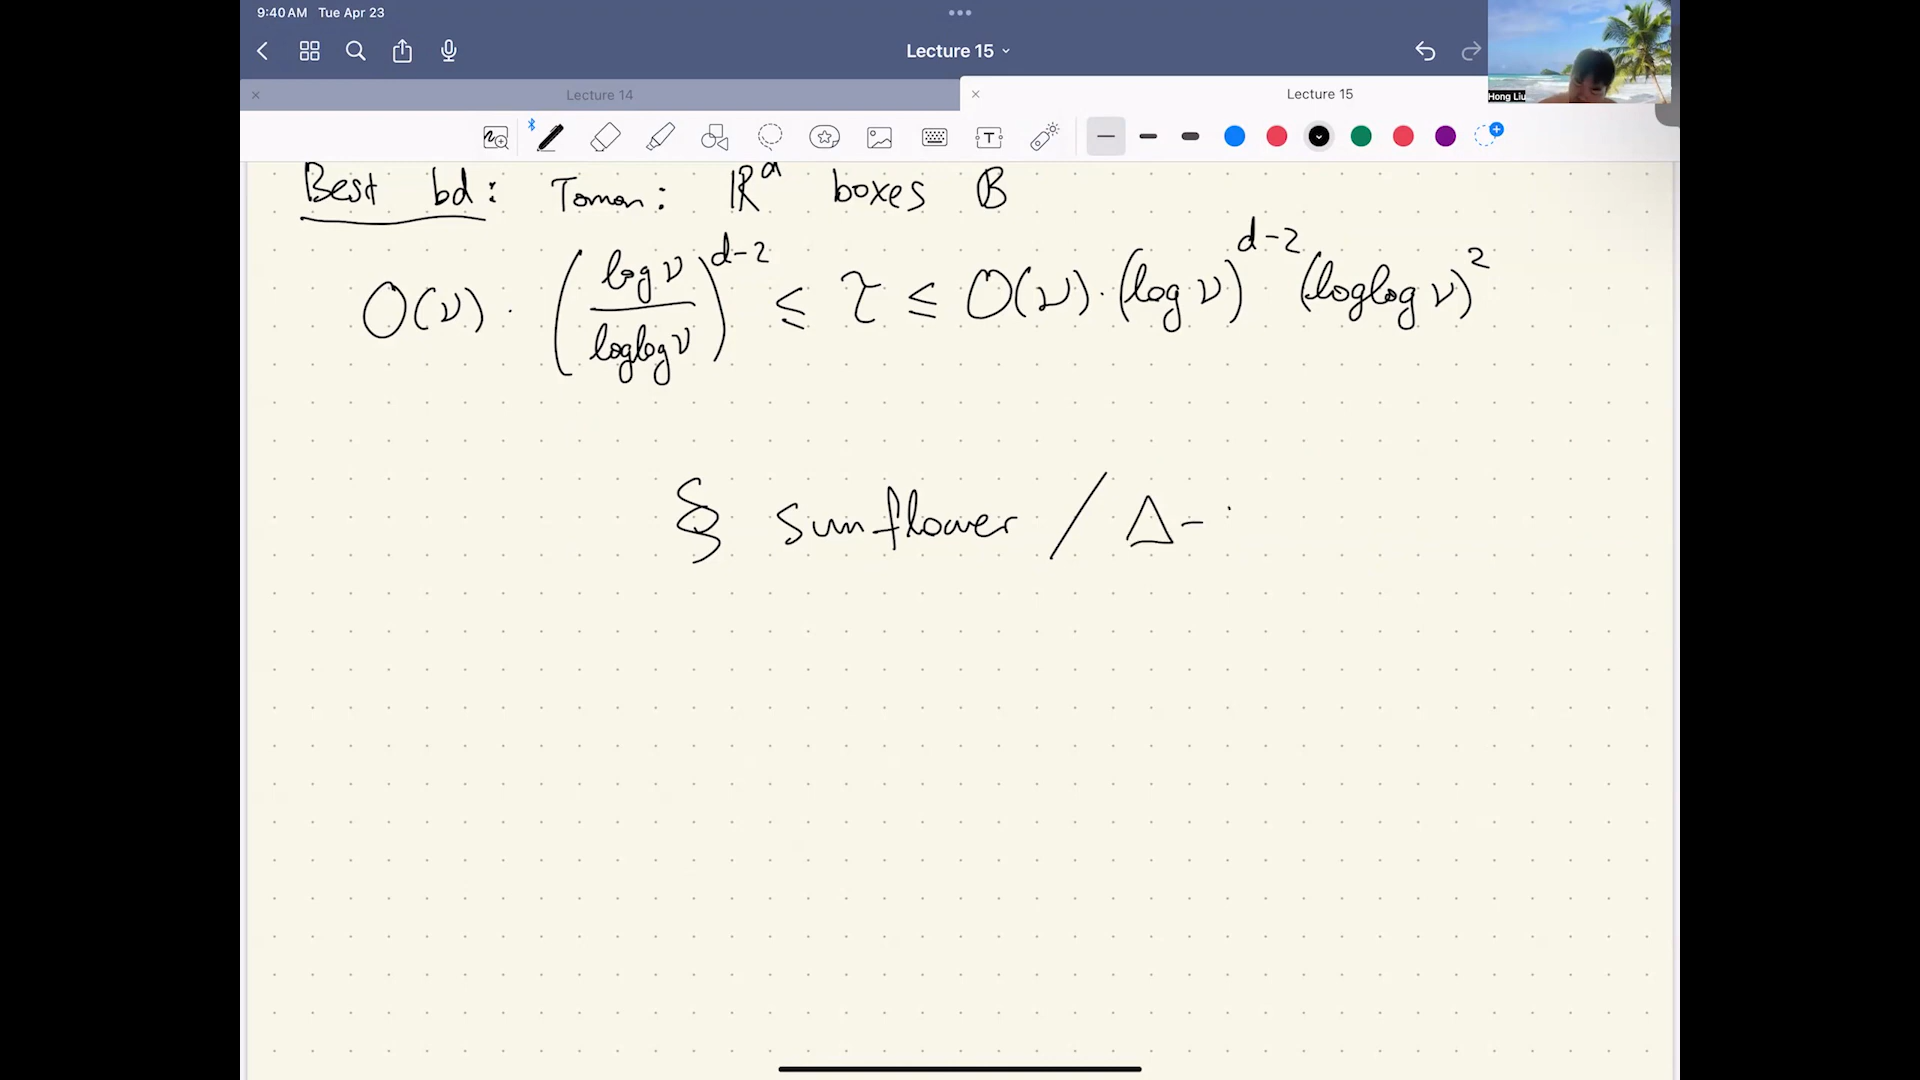 9:40 AM Tue Apr 23
Lecture 15
Lecture 14
Lecture 15
Hong Liu
Best bd: Tomon: ℝ^d boxes B
O(ν) · (log ν / loglog ν)^{d-2} ≤ τ ≤ O(ν) · (log ν)^{d-2} (loglog ν)^2
§ sunflower / Δ-